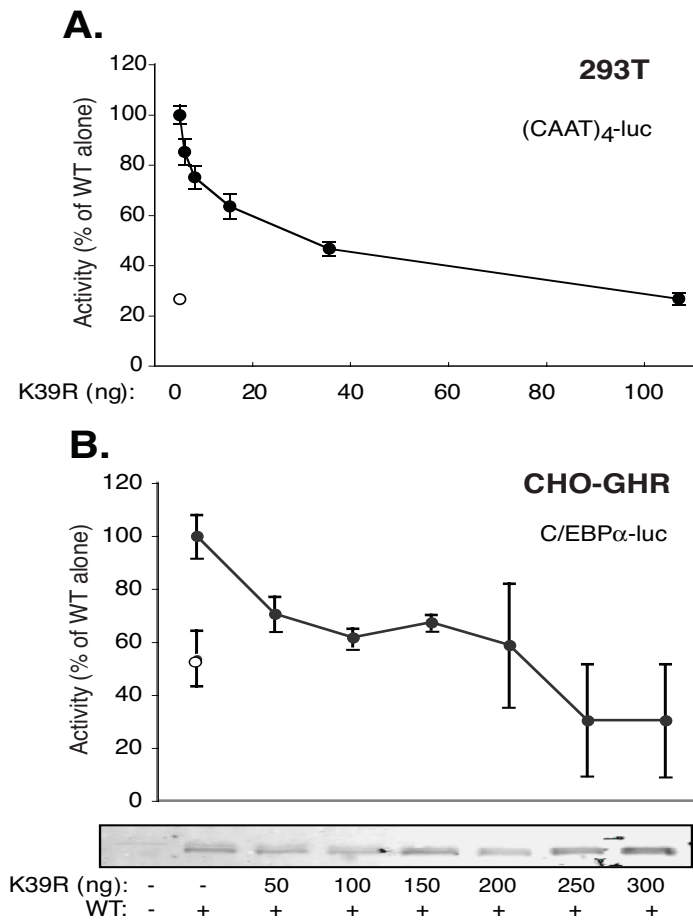 A.
293T
(CAAT)4-luc
Activity (% of WT alone)
120
100
80
60
40
20
0
K39R (ng): 0 20 40 60 80 100
B.
CHO-GHR
C/EBPα-luc
Activity (% of WT alone)
120
100
80
60
40
20
0
K39R (ng): - - 50 100 150 200 250 300
WT: - + + + + + + +